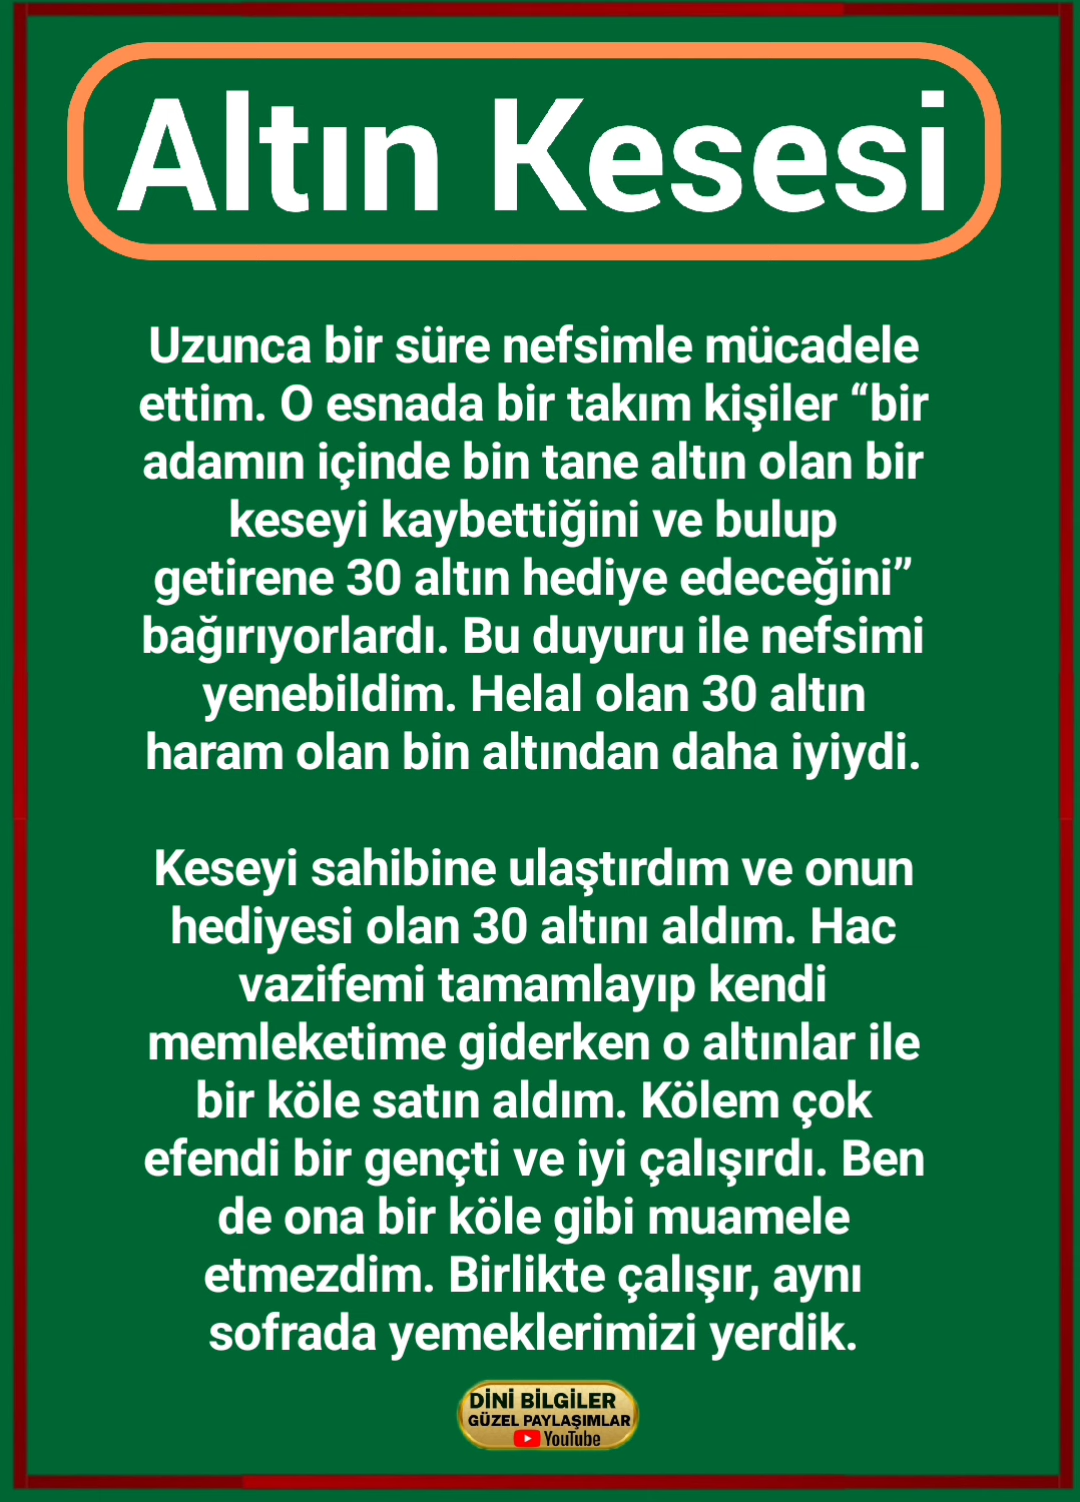 Altın Kesesi
Uzunca bir süre nefsimle mücadele
ettim. O esnada bir takım kişiler “bir
adamın içinde bin tane altın olan bir
keseyi kaybettiğini ve bulup
getirene 30 altın hediye edeceğini”
bağırıyorlardı. Bu duyuru ile nefsimi
yenebildim. Helal olan 30 altın
haram olan bin altından daha iyiydi.
Keseyi sahibine ulaştırdım ve onun
hediyesi olan 30 altını aldım. Hac
vazifemi tamamlayıp kendi
memleketime giderken o altınlar ile
bir köle satın aldım. Kölem çok
efendi bir gençti ve iyi çalışırdı. Ben
de ona bir köle gibi muamele
etmezdim. Birlikte çalışır, aynı
sofrada yemeklerimizi yerdik.
DİNİ BİLGİLER
GÜZEL PAYLAŞIMLAR
YouTube